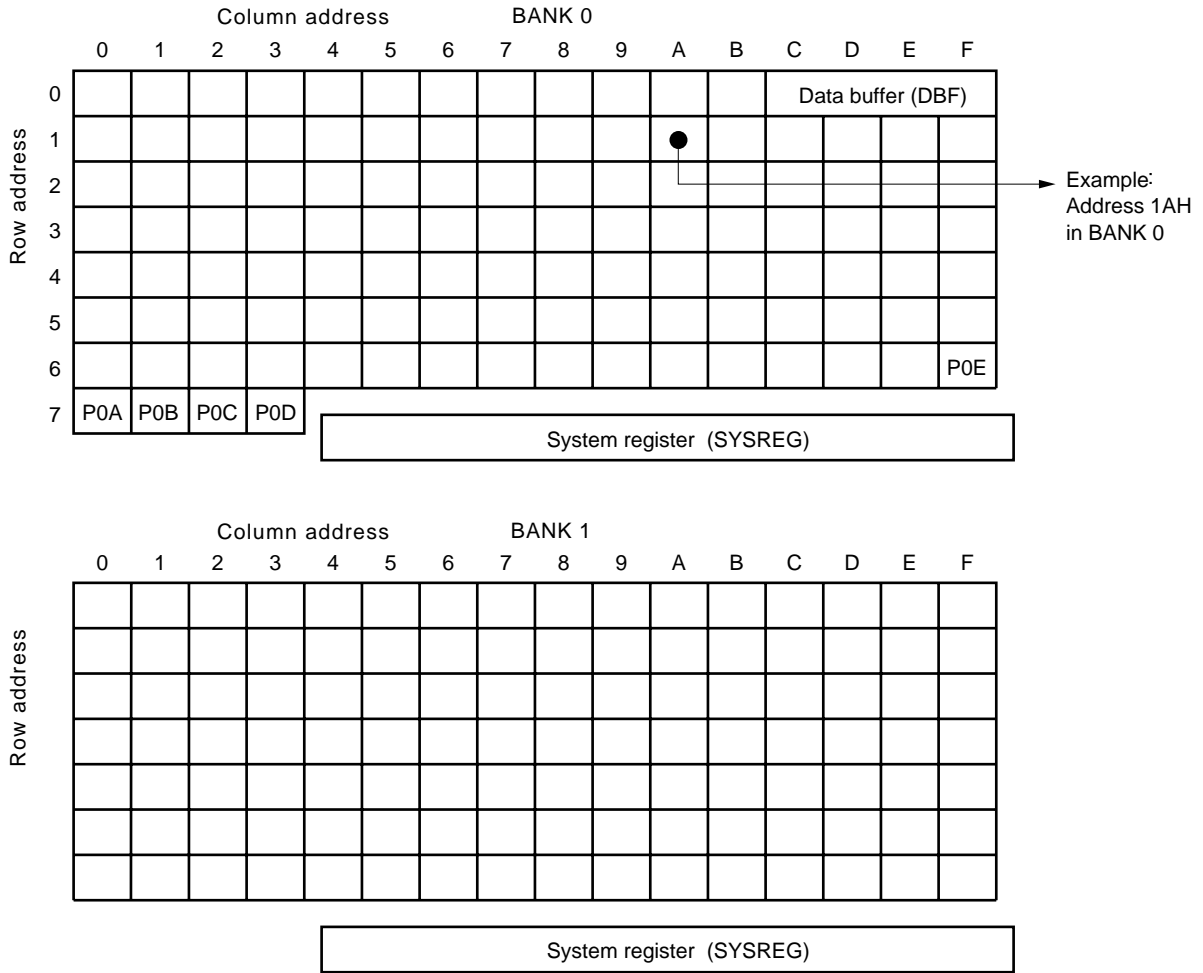 Column address BANK 0
0 1 2 3 4 5 6 7 8 9 A B C D E F
Row address
0 Data buffer (DBF)
1
2
3
4
5
6 P0E
7 P0A P0B P0C P0D
System register (SYSREG)
Example:
Address 1AH
in BANK 0
Column address BANK 1
0 1 2 3 4 5 6 7 8 9 A B C D E F
Row address
System register (SYSREG)